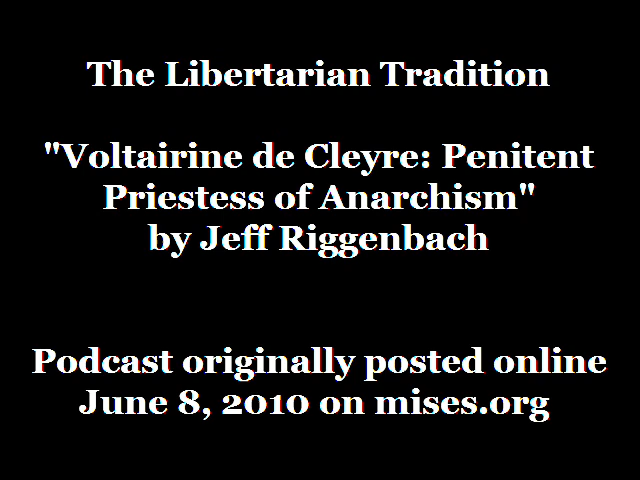 The Libertarian Tradition
"Voltairine de Cleyre: Penitent
Priestess of Anarchism"
by Jeff Riggenbach
Podcast originally posted online
June 8, 2010 on mises.org